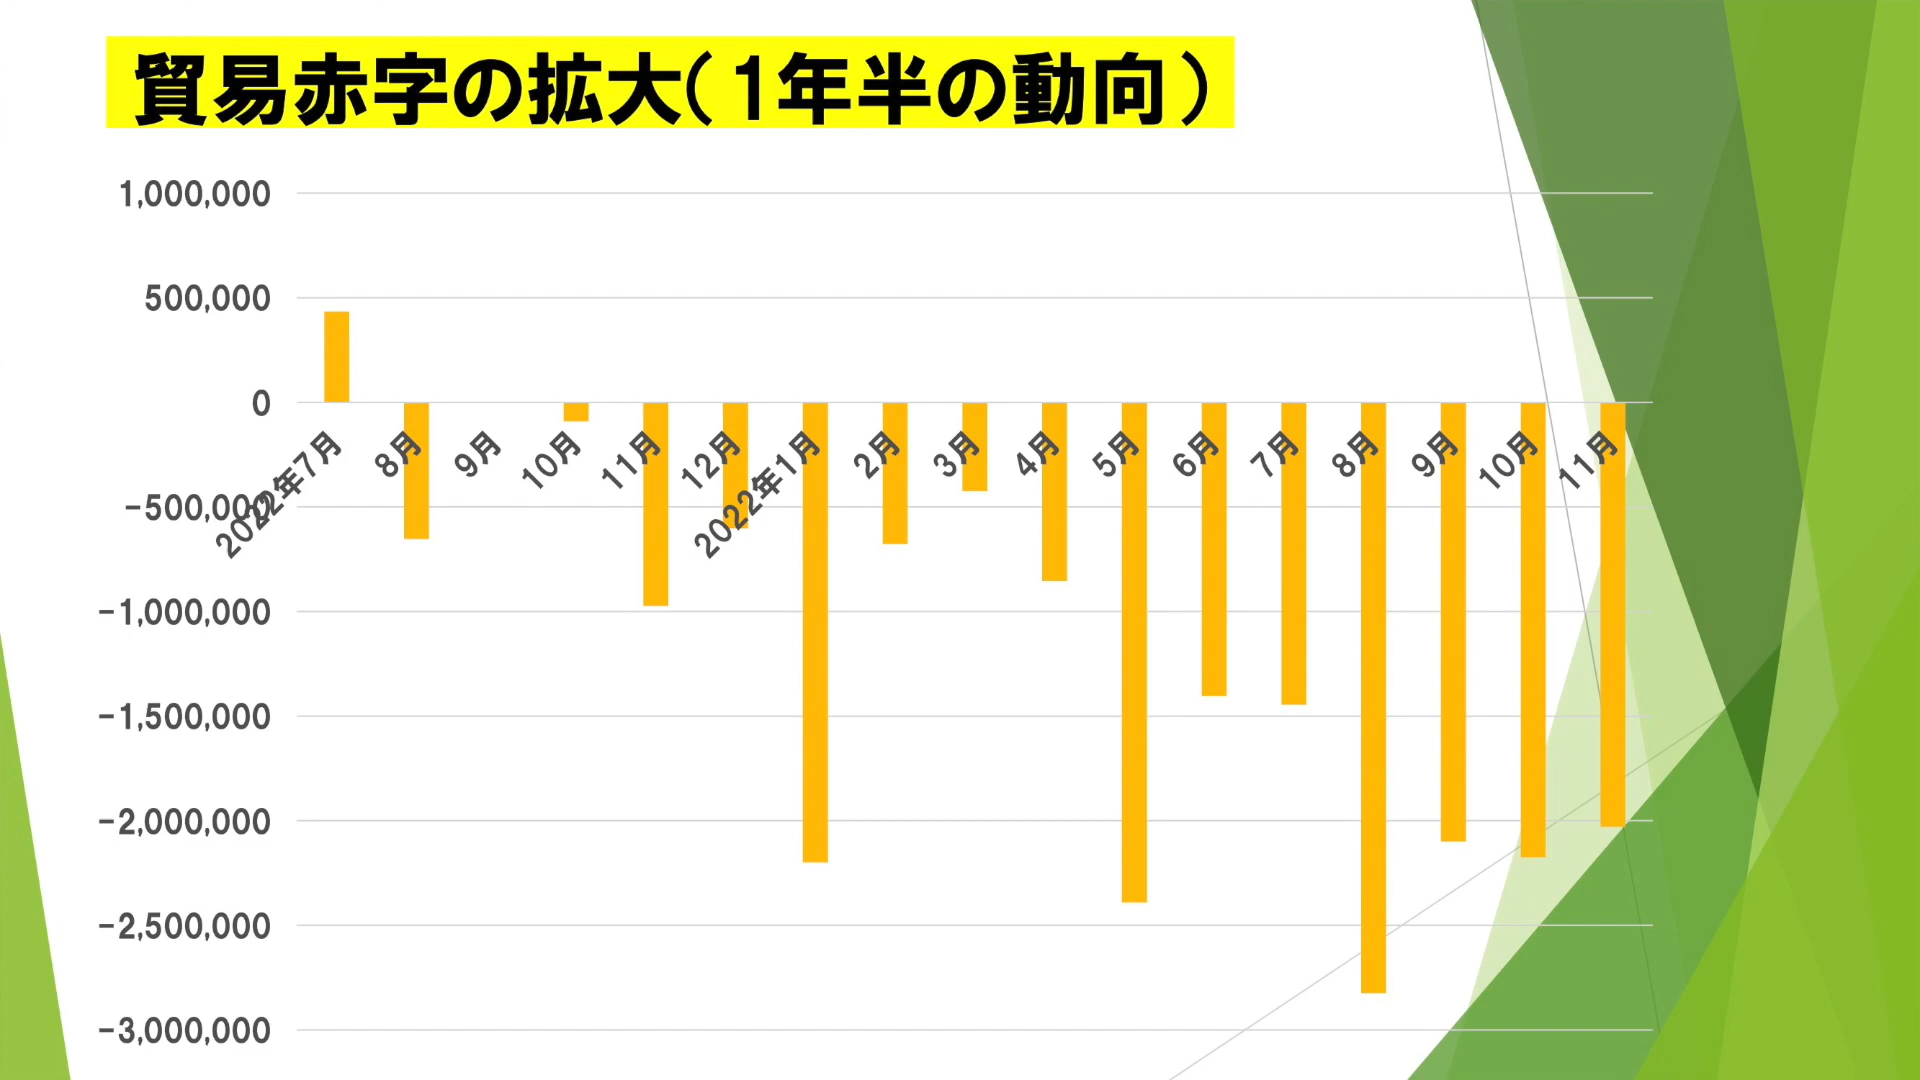 貿易赤字の拡大(1年半の動向)
1,000,000
500,000
0
-500,000
-1,000,000
-1,500,000
-2,000,000
-2,500,000
-3,000,000
2022年7月
8月
9月
10月
11月
12月
2022年1月
2月
3月
4月
5月
6月
7月
8月
9月
10月
11月